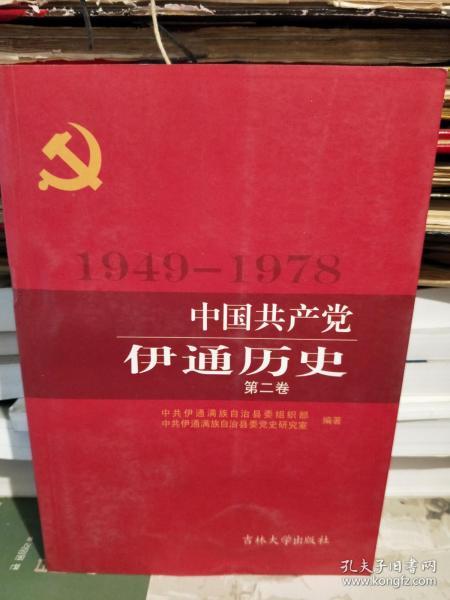 1949-1978
中国共产党
伊通历史
第二卷
中共伊通满族自治县委组织部
中共伊通满族自治县委党史研究室
编著
吉林大学出版社
孔夫子旧书网
www.kongfz.com